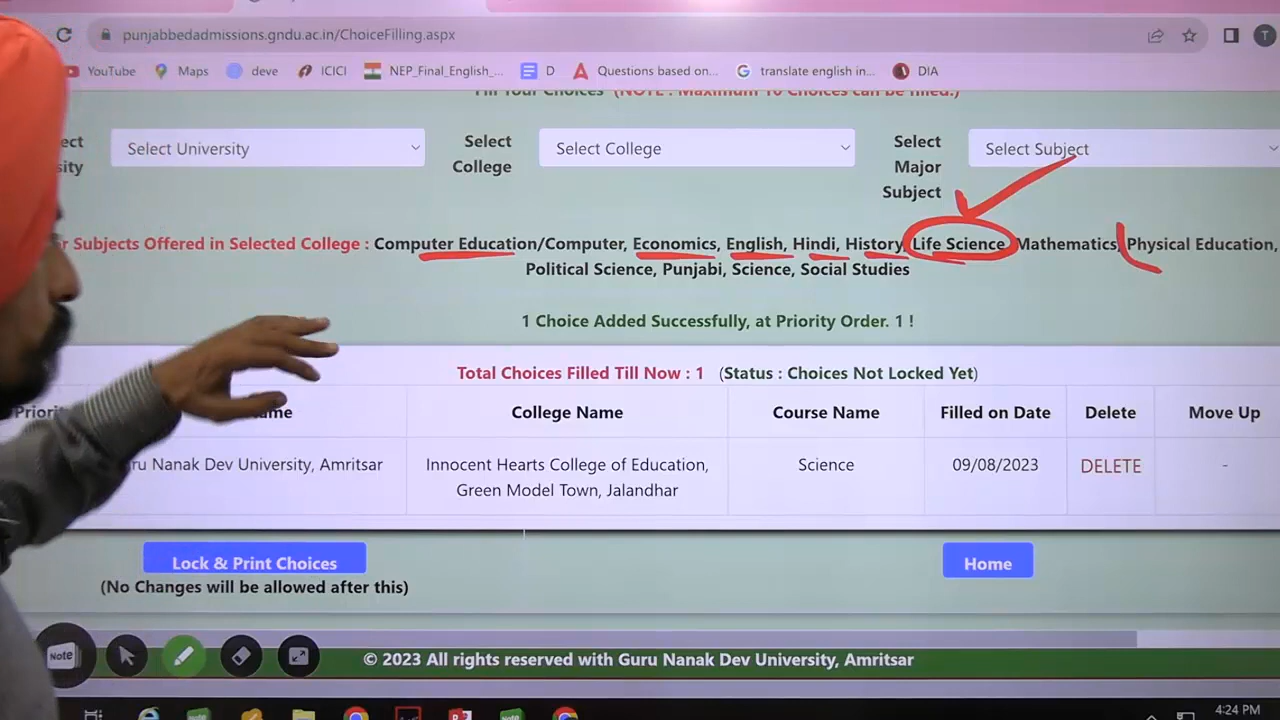 punjabbedadmissions.gndu.ac.in/ChoiceFilling.aspx
T
YouTube Maps deve ICICI NEP_Final_English_... D Questions based on... translate english in... DIA
Fill Your Choices (NOTE : Maximum 10 Choices can be filled.)
ect
sity
Select University
Select
College
Select College
Select
Major
Subject
Select Subject
r Subjects Offered in Selected College : Computer Education/Computer, Economics, English, Hindi, History, Life Science, Mathematics, Physical Education,
Political Science, Punjabi, Science, Social Studies
1 Choice Added Successfully, at Priority Order. 1 !
Total Choices Filled Till Now : 1 (Status : Choices Not Locked Yet)
Priorit me College Name Course Name Filled on Date Delete Move Up
ru Nanak Dev University, Amritsar Innocent Hearts College of Education, Science 09/08/2023 DELETE -
Green Model Town, Jalandhar
Lock & Print Choices Home
(No Changes will be allowed after this)
Note © 2023 All rights reserved with Guru Nanak Dev University, Amritsar
4:24 PM